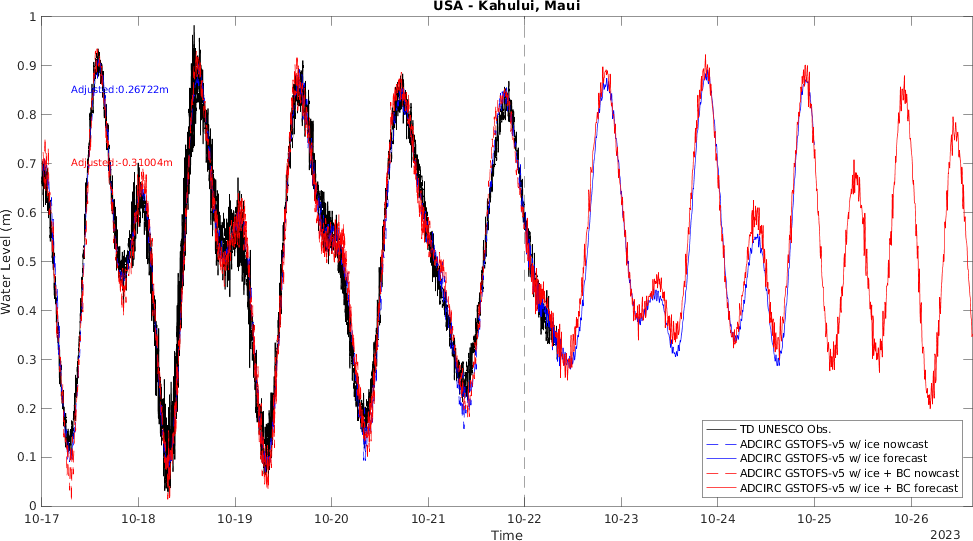 USA - Kahului, Maui
1
0.9
0.8
0.7
0.6
0.5
0.4
0.3
0.2
0.1
0
Water Level (m)
Adjusted:0.26722m
Adjusted:-0.31004m
TD UNESCO Obs.
ADCIRC GSTOFS-v5 w/ ice nowcast
ADCIRC GSTOFS-v5 w/ ice forecast
ADCIRC GSTOFS-v5 w/ ice + BC nowcast
ADCIRC GSTOFS-v5 w/ ice + BC forecast
10-17 10-18 10-19 10-20 10-21 10-22 10-23 10-24 10-25 10-26
Time
2023